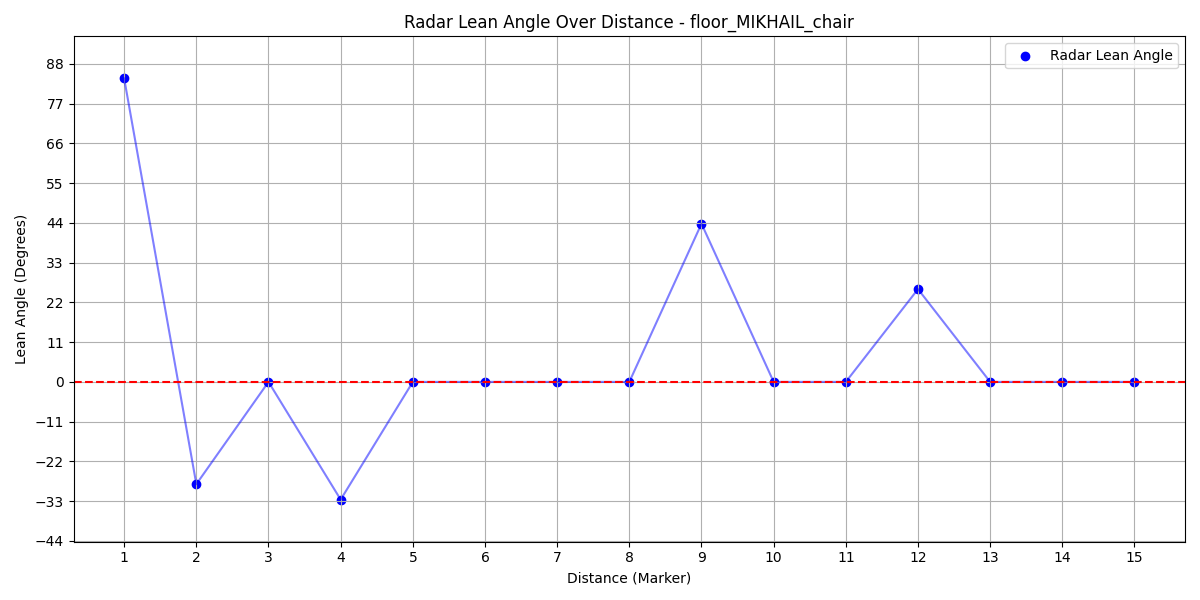 Radar Lean Angle Over Distance - floor_MIKHAIL_chair
Radar Lean Angle
Lean Angle (Degrees)
88
77
66
55
44
33
22
11
0
−11
−22
−33
−44
1 2 3 4 5 6 7 8 9 10 11 12 13 14 15
Distance (Marker)